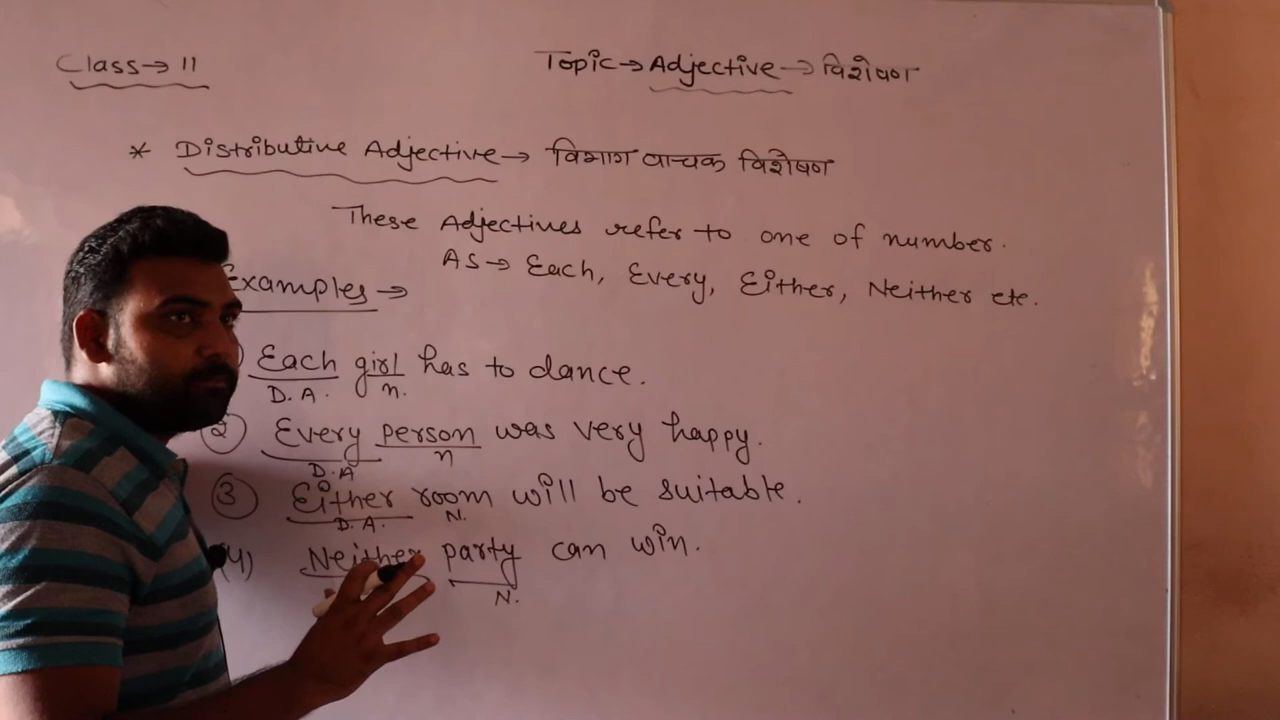 Class→ 11
Topic→Adjective→ विशेषण
* Distributive Adjective→ विभाग वाचक विशेषण
These Adjectives refer to one of number.
As→ Each, Every, Either, Neither etc.
Examples →
) Each girl has to dance.
D.A. n.
2) Every person was very happy.
D.A n
3) Either room will be suitable.
D.A. N.
(4) Neither party can win.
N.